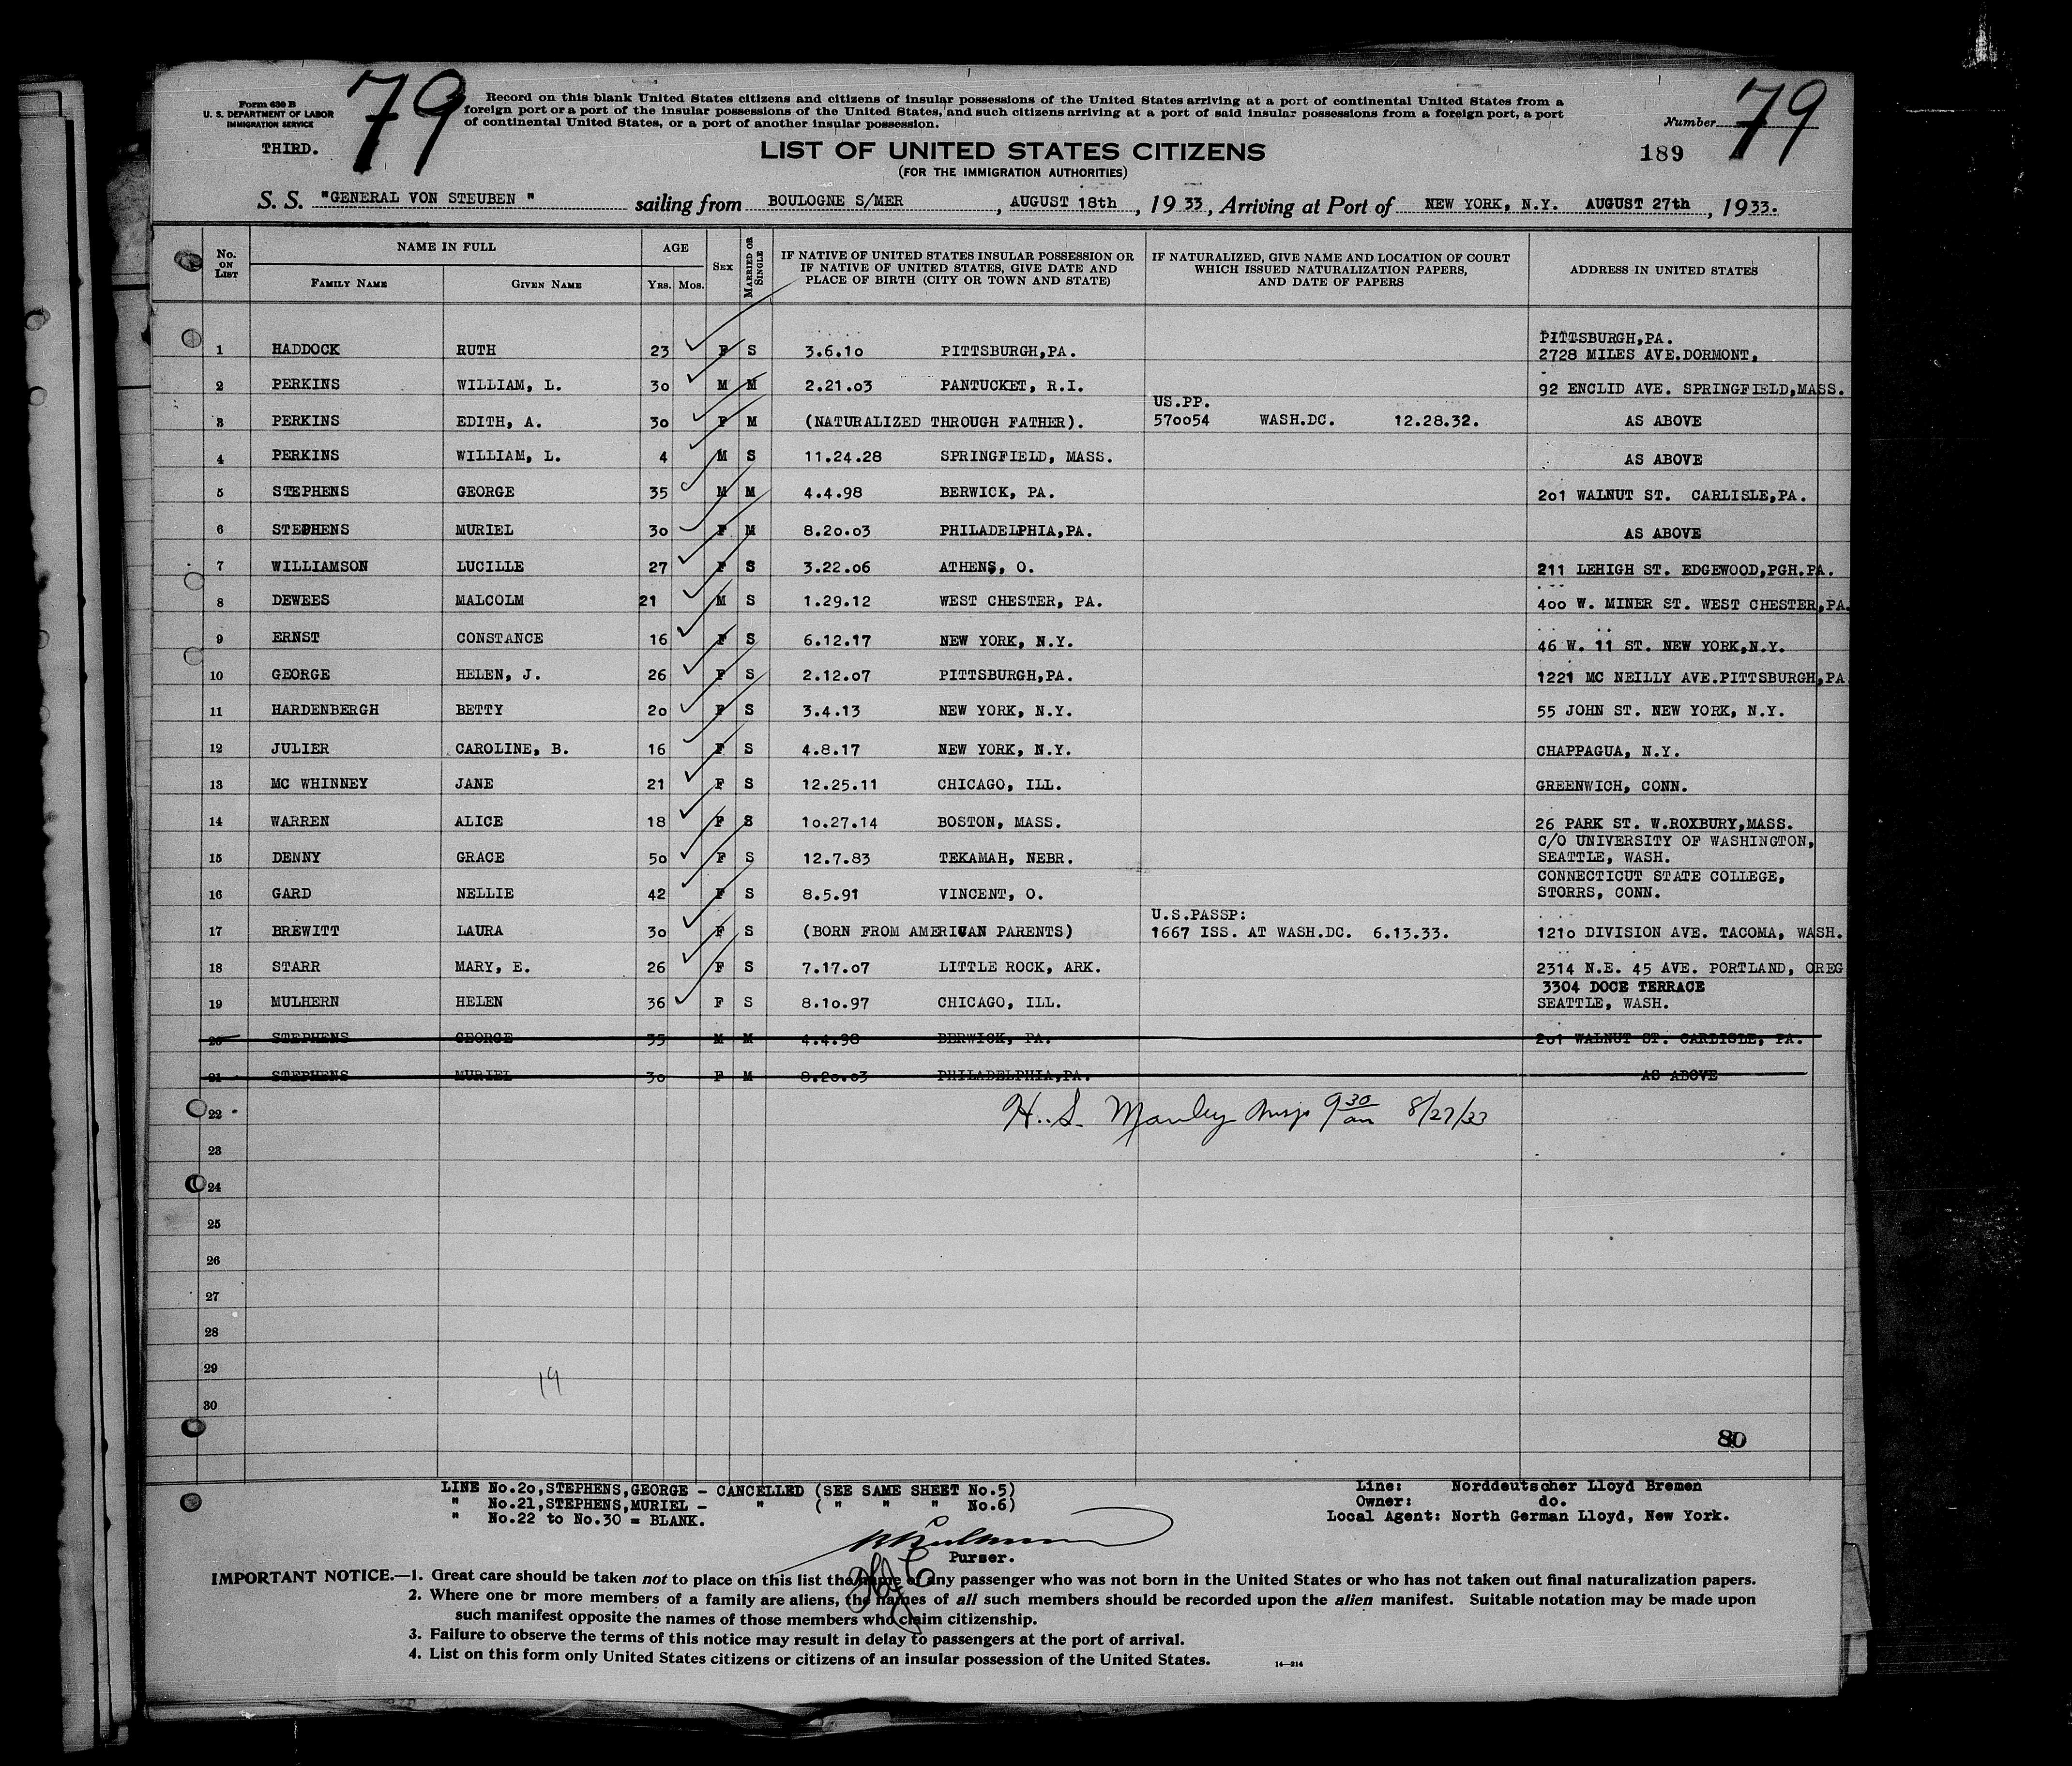 Form 630 B
U. S. DEPARTMENT OF LABOR
IMMIGRATION SERVICE
THIRD.
79
Record on this blank United States citizens and citizens of insular possessions of the United States arriving at a port of continental United States from a
foreign port or a port of the insular possessions of the United States, and such citizens arriving at a port of said insular possessions from a foreign port, a port
of continental United States, or a port of another insular possession.
Number 79
189
LIST OF UNITED STATES CITIZENS
(FOR THE IMMIGRATION AUTHORITIES)
S. S. "GENERAL VON STEUBEN " sailing from BOULOGNE S/MER, AUGUST 18th, 1933, Arriving at Port of NEW YORK, N.Y. AUGUST 27th, 1933.
No. ON LIST NAME IN FULL FAMILY NAME GIVEN NAME AGE YRS. MOS. SEX MARRIED OR SINGLE IF NATIVE OF UNITED STATES INSULAR POSSESSION OR IF NATIVE OF UNITED STATES, GIVE DATE AND PLACE OF BIRTH (CITY OR TOWN AND STATE) IF NATURALIZED, GIVE NAME AND LOCATION OF COURT WHICH ISSUED NATURALIZATION PAPERS, AND DATE OF PAPERS ADDRESS IN UNITED STATES
PITTSBURGH,PA.
1 HADDOCK RUTH 23 F S 3.6.10 PITTSBURGH,PA. 2728 MILES AVE.DORMONT,
2 PERKINS WILLIAM, L. 30 M M 2.21.03 PANTUCKET, R.I. 92 ENCLID AVE. SPRINGFIELD,MASS.
US.PP.
3 PERKINS EDITH, A. 30 F M (NATURALIZED THROUGH FATHER). 570054 WASH.DC. 12.28.32. AS ABOVE
4 PERKINS WILLIAM, L. 4 M S 11.24.28 SPRINGFIELD, MASS. AS ABOVE
5 STEPHENS GEORGE 35 M M 4.4.98 BERWICK, PA. 201 WALNUT ST. CARLISLE,PA.
6 STEPHENS MURIEL 30 F M 8.20.03 PHILADELPHIA,PA. AS ABOVE
7 WILLIAMSON LUCILLE 27 F S 3.22.06 ATHENS, O. 211 LEHIGH ST. EDGEWOOD,PGH.PA.
8 DEWEES MALCOLM 21 M S 1.29.12 WEST CHESTER, PA. 400 W. MINER ST. WEST CHESTER,PA.
9 ERNST CONSTANCE 16 F S 6.12.17 NEW YORK, N.Y. 46 W. 11 ST. NEW YORK,N.Y.
10 GEORGE HELEN, J. 26 F S 2.12.07 PITTSBURGH,PA. 1221 MC NEILLY AVE.PITTSBURGH,PA
11 HARDENBERGH BETTY 20 F S 3.4.13 NEW YORK, N.Y. 55 JOHN ST. NEW YORK, N.Y.
12 JULIER CAROLINE, B. 16 F S 4.8.17 NEW YORK, N.Y. CHAPPAGUA, N.Y.
13 MC WHINNEY JANE 21 F S 12.25.11 CHICAGO, ILL. GREENWICH, CONN.
14 WARREN ALICE 18 F S 10.27.14 BOSTON, MASS. 26 PARK ST. W.ROXBURY,MASS.
C/O UNIVERSITY OF WASHINGTON,
15 DENNY GRACE 50 F S 12.7.83 TEKAMAH, NEBR. SEATTLE, WASH.
CONNECTICUT STATE COLLEGE,
16 GARD NELLIE 42 F S 8.5.91 VINCENT, O. STORRS, CONN.
U.S.PASSP:
17 BREWITT LAURA 30 F S (BORN FROM AMERICAN PARENTS) 1667 ISS. AT WASH.DC. 6.13.33. 1210 DIVISION AVE. TACOMA, WASH.
18 STARR MARY, E. 26 F S 7.17.07 LITTLE ROCK, ARK. 2314 N.E. 45 AVE. PORTLAND, OREG
3304 DOCE TERRACE
19 MULHERN HELEN 36 F S 8.10.97 CHICAGO, ILL. SEATTLE, WASH.
20 STEPHENS GEORGE 35 M M 4.4.98 BERWICK, PA. 201 WALNUT ST. CARLISLE, PA.
21 STEPHENS MURIEL 30 F M 8.20.03 PHILADELPHIA,PA. AS ABOVE
22 H. S. Manley Insp 9 30 am 8/27/33
23
24
25
26
27
28
29
19
30
80
LINE No.20,STEPHENS,GEORGE - CANCELLED (SEE SAME SHEET No.5)
" No.21,STEPHENS,MURIEL - " ( " " " No.6)
" No.22 to No.30 = BLANK.
Line: Norddeutscher Lloyd Bremen
Owner: do.
Local Agent: North German Lloyd, New York.
Purser.
IMPORTANT NOTICE.—1. Great care should be taken not to place on this list the name of any passenger who was not born in the United States or who has not taken out final naturalization papers.
2. Where one or more members of a family are aliens, the names of all such members should be recorded upon the alien manifest. Suitable notation may be made upon
such manifest opposite the names of those members who claim citizenship.
3. Failure to observe the terms of this notice may result in delay to passengers at the port of arrival.
4. List on this form only United States citizens or citizens of an insular possession of the United States.
14—214